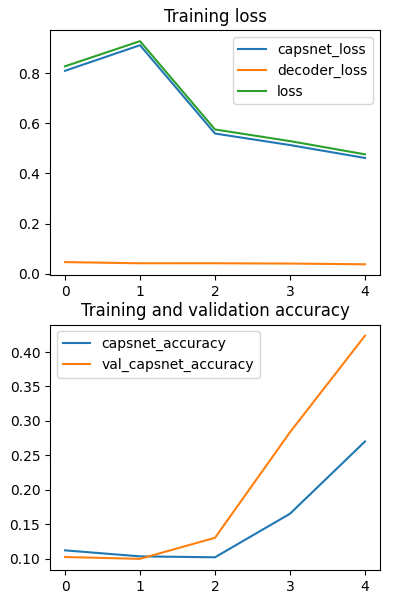 Training loss
capsnet_loss
decoder_loss
loss
0.8
0.6
0.4
0.2
0.0
0 1 2 3 4
Training and validation accuracy
capsnet_accuracy
val_capsnet_accuracy
0.40
0.35
0.30
0.25
0.20
0.15
0.10
0 1 2 3 4